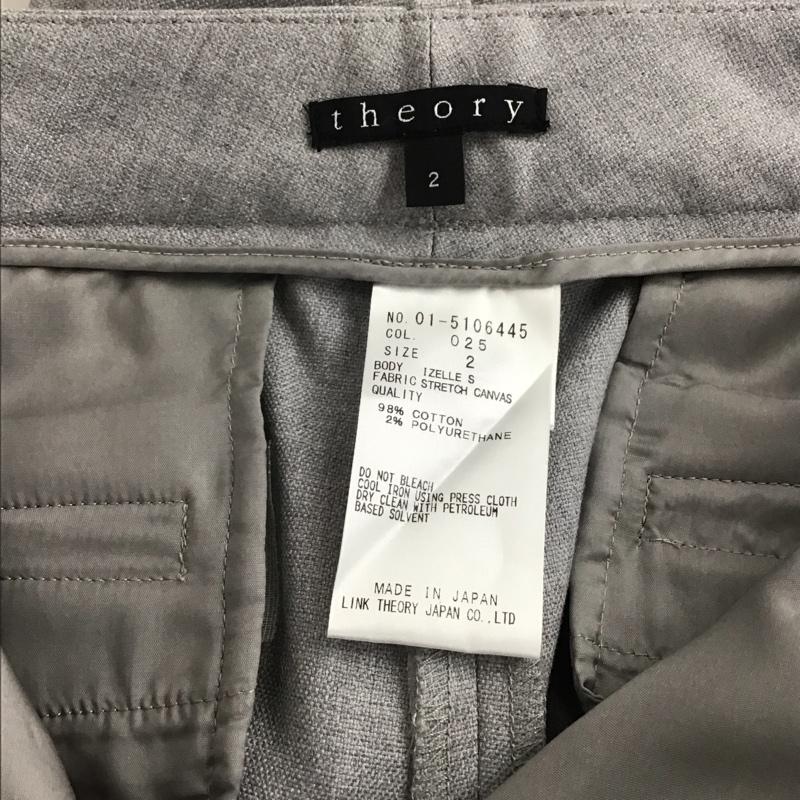 theory
2
NO. 01-5106445
COL. 025
SIZE 2
BODY IZELLE S
FABRIC STRETCH CANVAS
QUALITY
98% COTTON
2% POLYURETHANE
DO NOT BLEACH
COOL IRON USING PRESS CLOTH
DRY CLEAN WITH PETROLEUM
BASED SOLVENT
MADE IN JAPAN
LINK THEORY JAPAN CO.,LTD